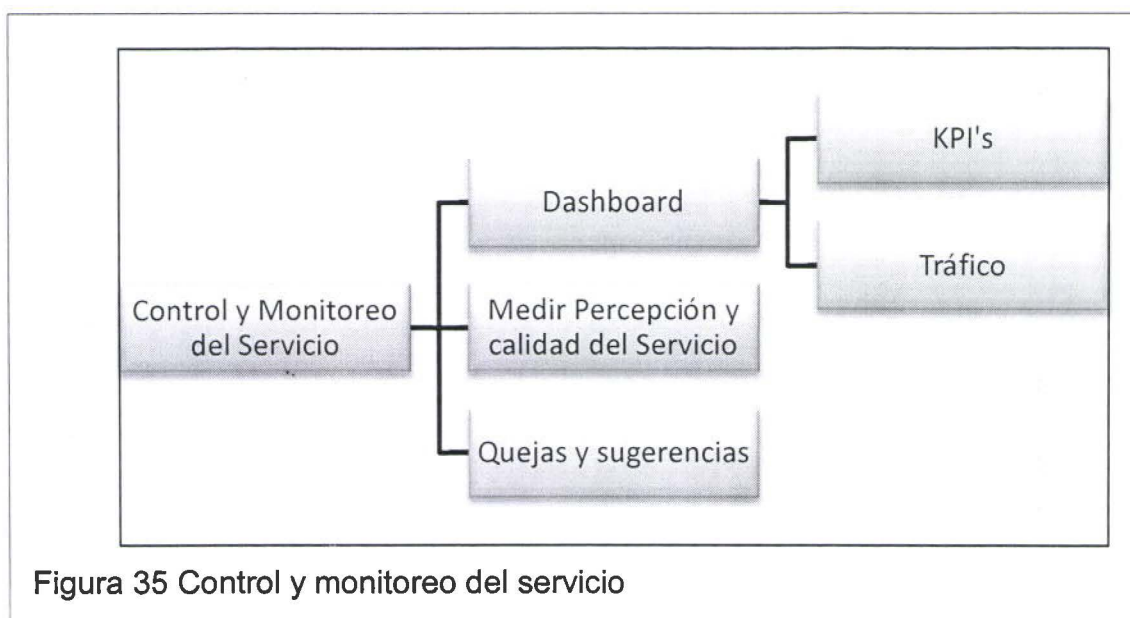 KPI's
Dashboard
Tráfico
Control y Monitoreo
del Servicio
Medir Percepción y
calidad del Servicio
Quejas y sugerencias
Figura 35 Control y monitoreo del servicio